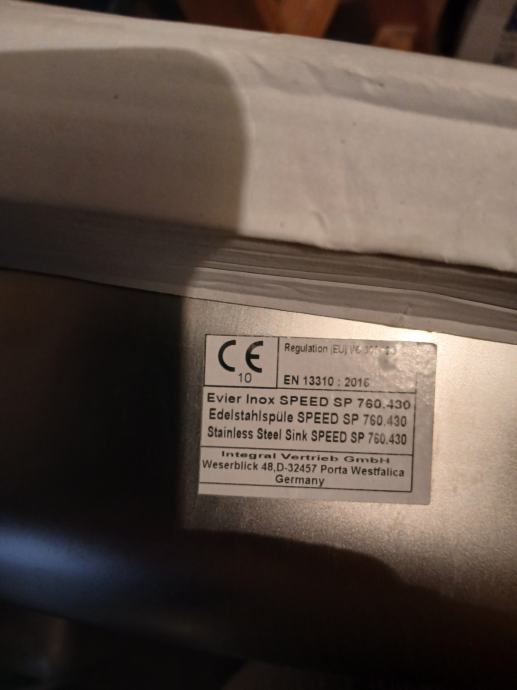 CE
10
Regulation (EU)
EN 13310 : 2016
Evier Inox SPEED SP 760.430
Edelstahlspüle SPEED SP 760.430
Stainless Steel Sink SPEED SP 760.430
Integral Vertrieb GmbH
Weserblick 48,D-32457 Porta Westfalica
Germany